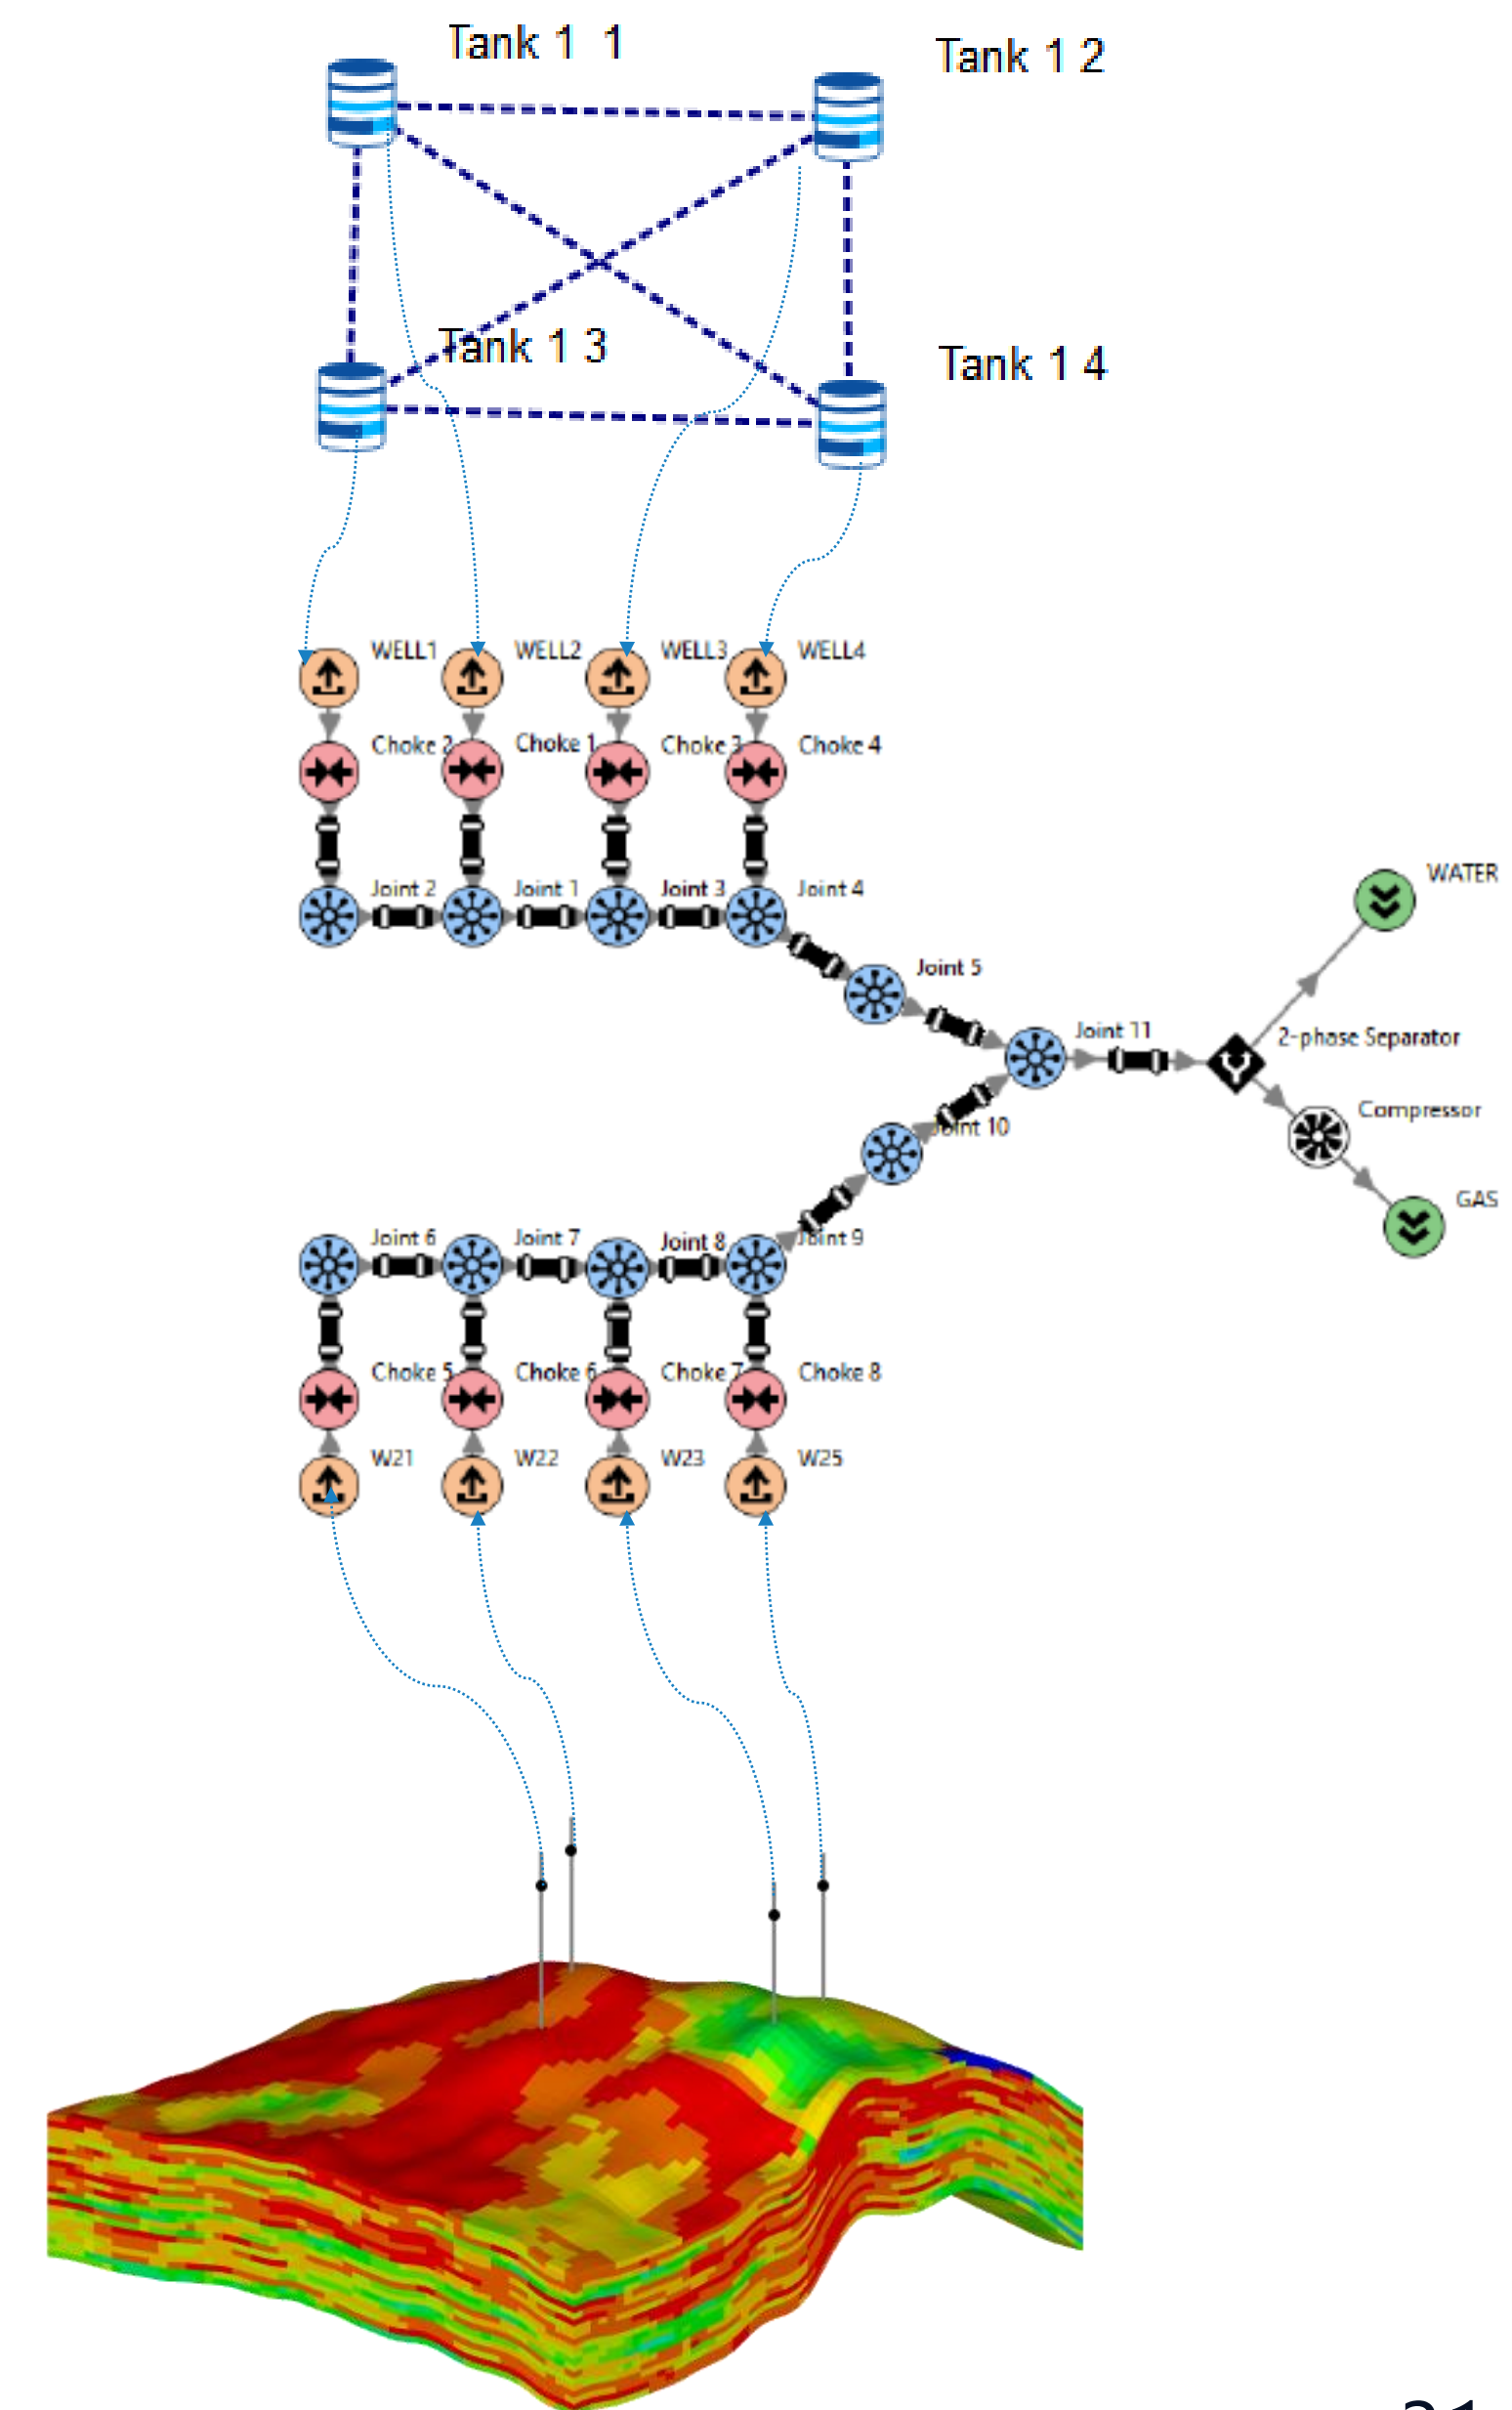 Tank 1  1
Tank 1 2
Tank 1 3
Tank 1 4
WELL1
WELL2
WELL3
WELL4
Choke 2
Choke 1
Choke 3
Choke 4
Joint 2
Joint 1
Joint 3
Joint 4
WATER
Joint 5
Joint 11
2-phase Separator
Compressor
Joint 10
GAS
Joint 6
Joint 7
Joint 8
Joint 9
Choke 5
Choke 6
Choke 7
Choke 8
W21
W22
W23
W25